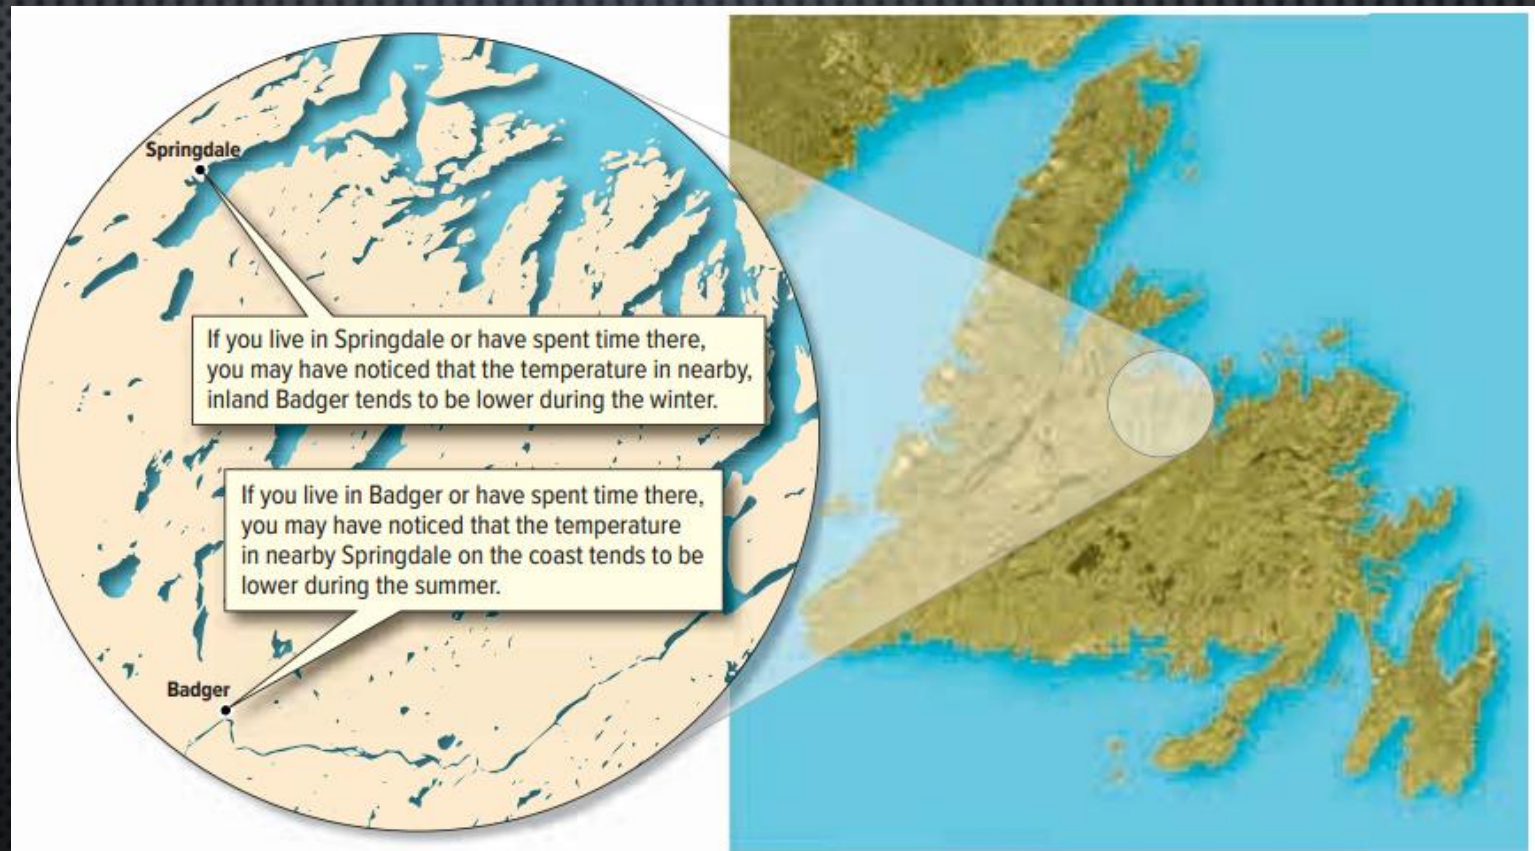 Springdale
If you live in Springdale or have spent time there,
you may have noticed that the temperature in nearby,
inland Badger tends to be lower during the winter.
If you live in Badger or have spent time there,
you may have noticed that the temperature
in nearby Springdale on the coast tends to be
lower during the summer.
Badger